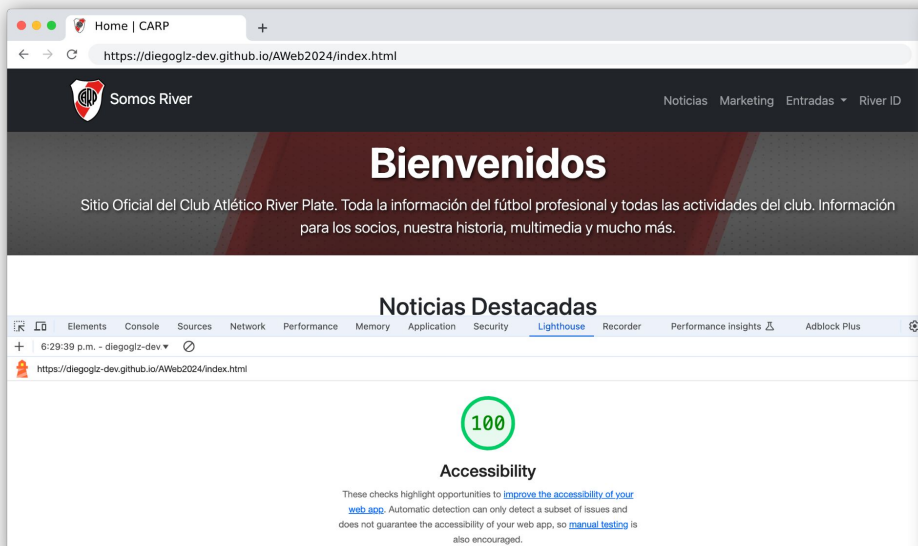 Home | CARP
https://diegoglz-dev.github.io/AWeb2024/index.html
CARP Somos River Noticias Marketing Entradas River ID
Bienvenidos
Sitio Oficial del Club Atlético River Plate. Toda la información del fútbol profesional y todas las actividades del club. Información
para los socios, nuestra historia, multimedia y mucho más.
Noticias Destacadas
Elements Console Sources Network Performance Memory Application Security Lighthouse Recorder Performance insights Adblock Plus
6:29:39 p.m. - diegoglz-dev
https://diegoglz-dev.github.io/AWeb2024/index.html
100
Accessibility
These checks highlight opportunities to improve the accessibility of your
web app. Automatic detection can only detect a subset of issues and
does not guarantee the accessibility of your web app, so manual testing is
also encouraged.